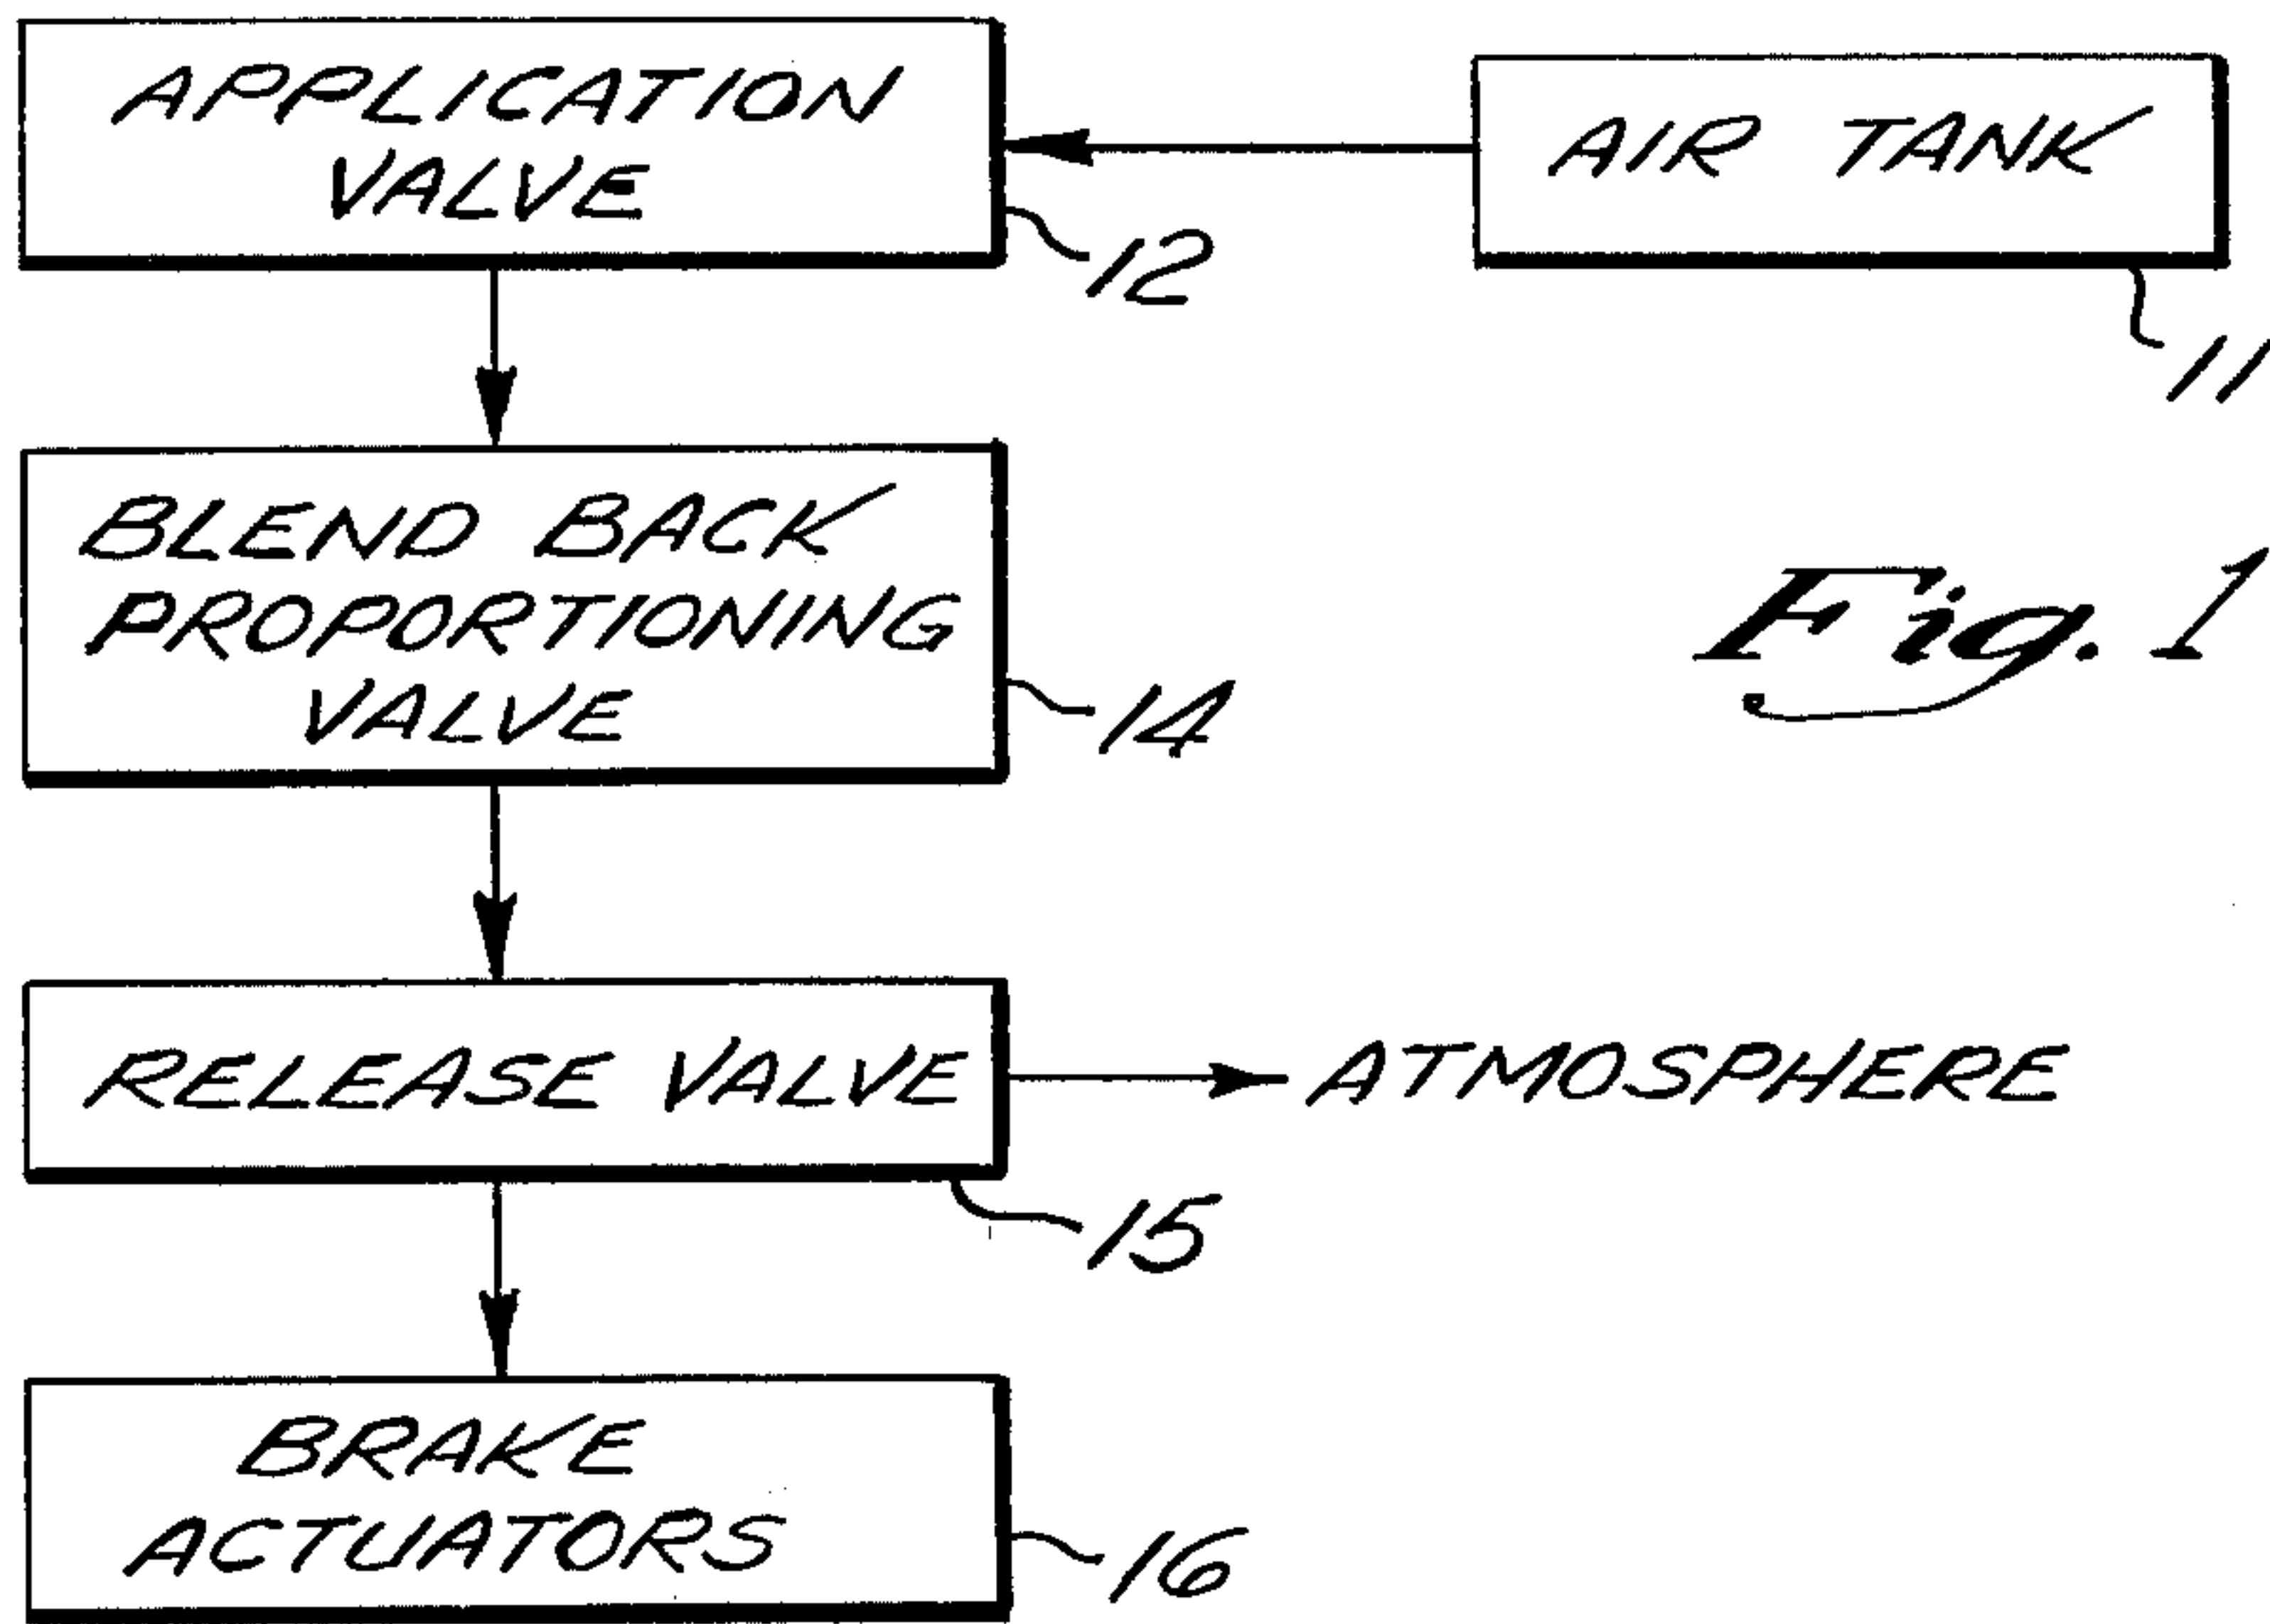 APPLICATION
VALVE
AIR TANK
12
11
BLEND BACK
PROPORTIONING
VALVE
14
Fig. 1
RELEASE VALVE
ATMOSPHERE
15
BRAKE
ACTUATORS
16